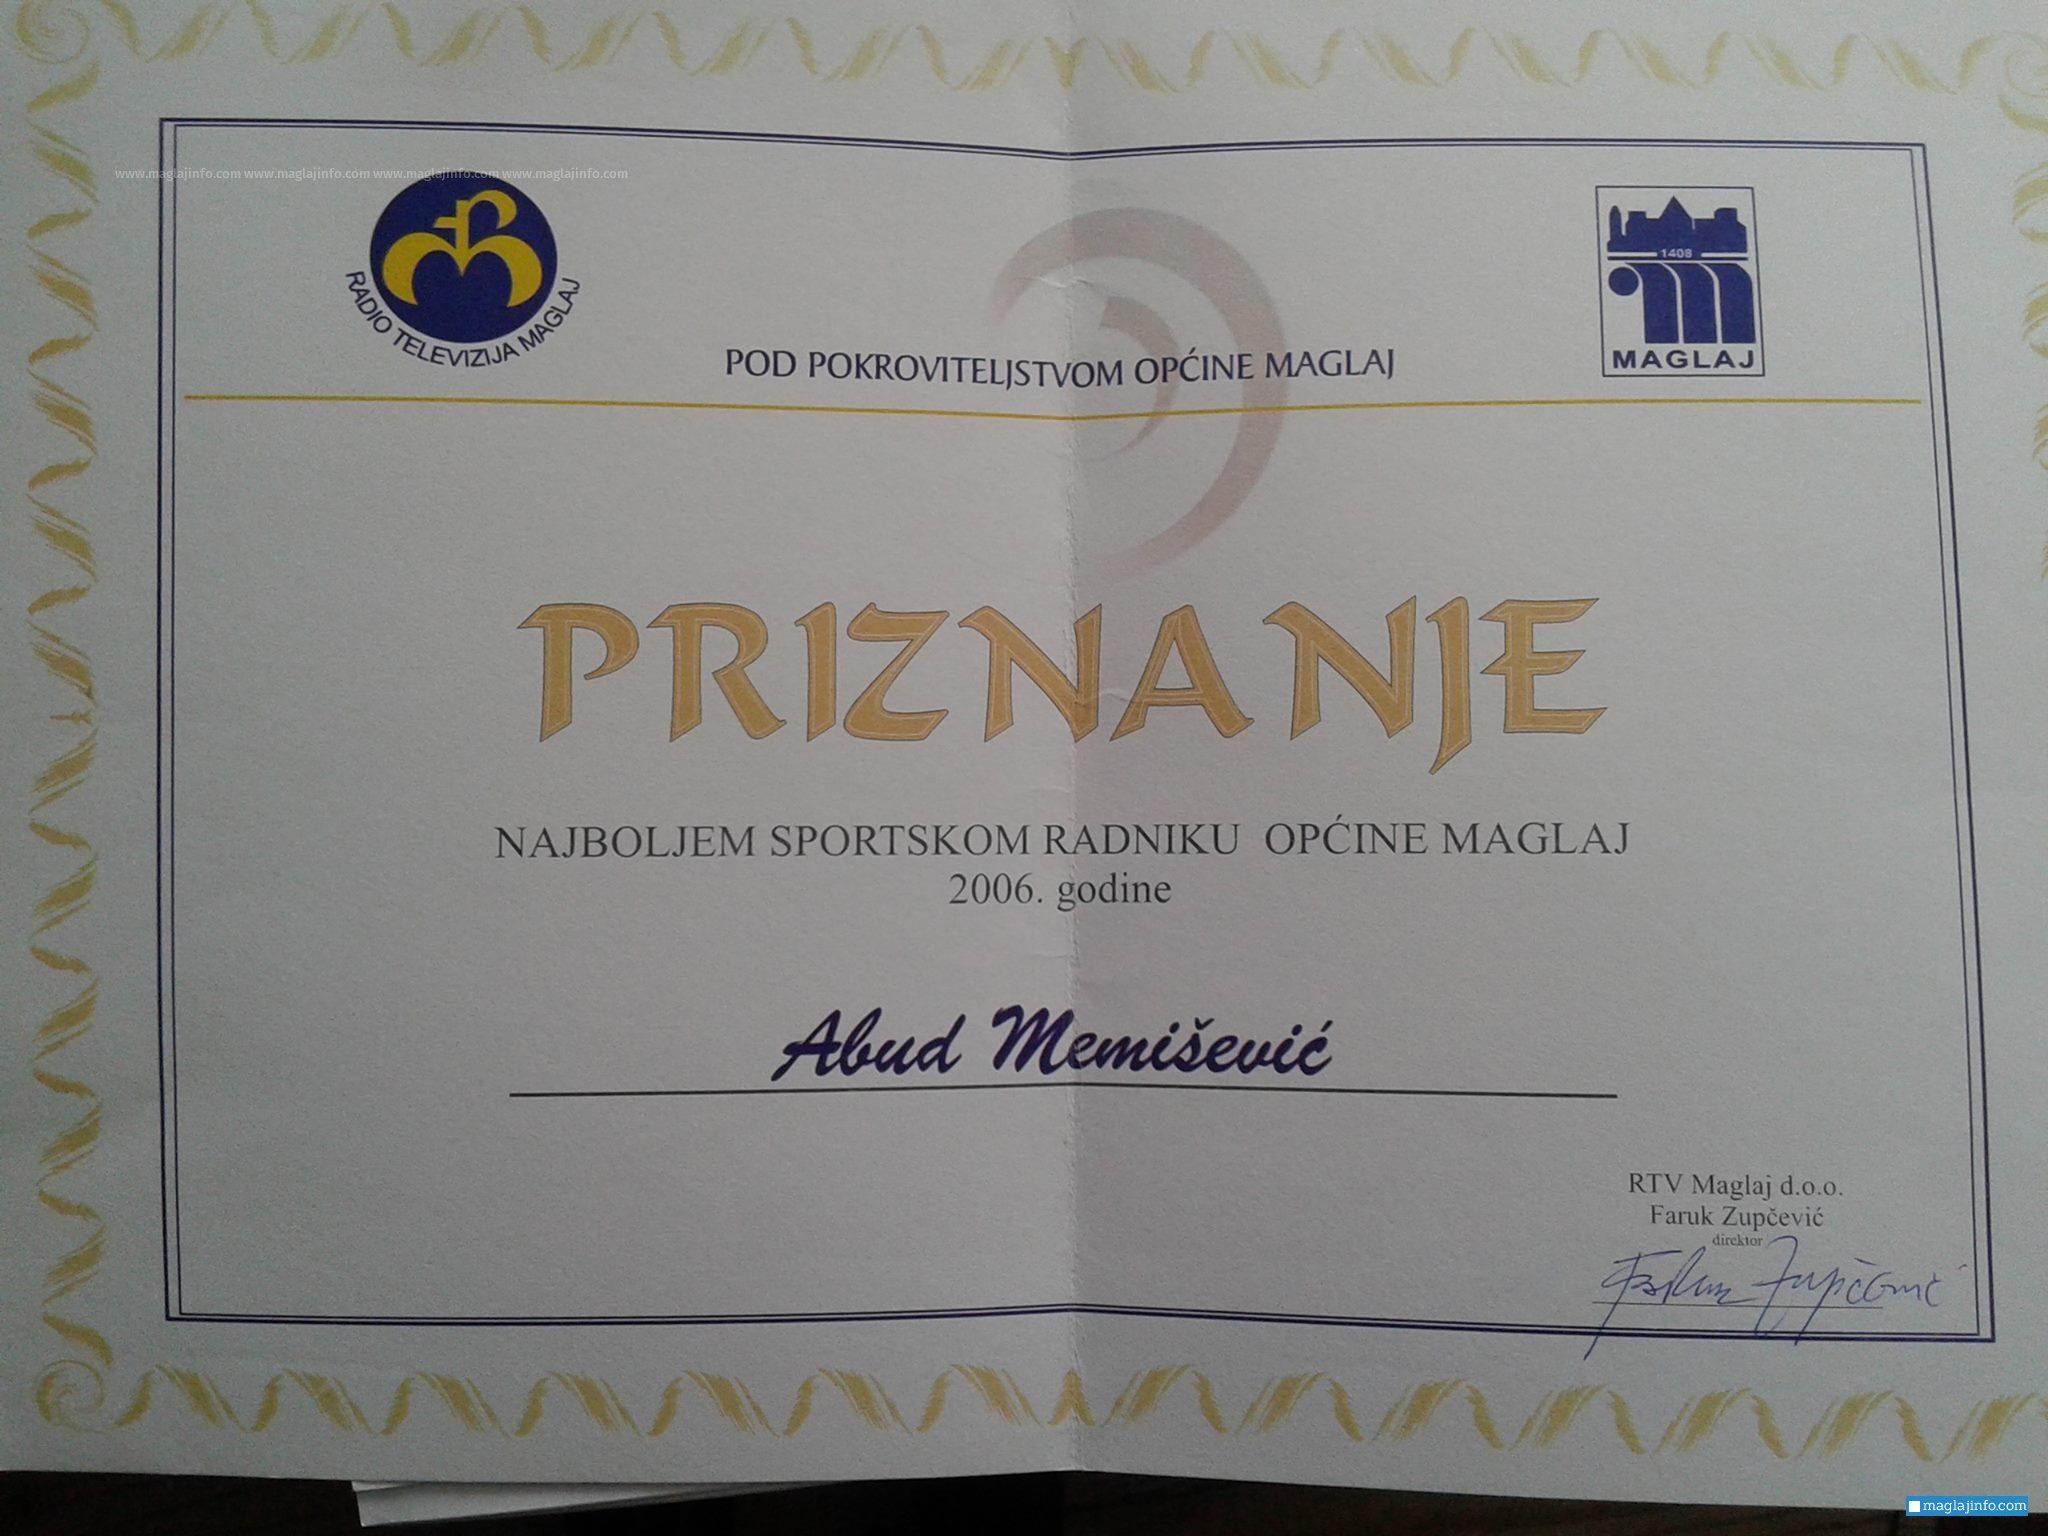 www.maglajinfo.com www.maglajinfo.com www.maglajinfo.com www.maglajinfo.com
RADIO TELEVIZIJA MAGLAJ
1408
MAGLAJ
POD POKROVITELJSTVOM OPĆINE MAGLAJ
PRIZNANJE
NAJBOLJEM SPORTSKOM RADNIKU OPĆINE MAGLAJ
2006. godine
Abud Memišević
RTV Maglaj d.o.o.
Faruk Zupčević
direktor
Faruk Zupčević
maglajinfo.com